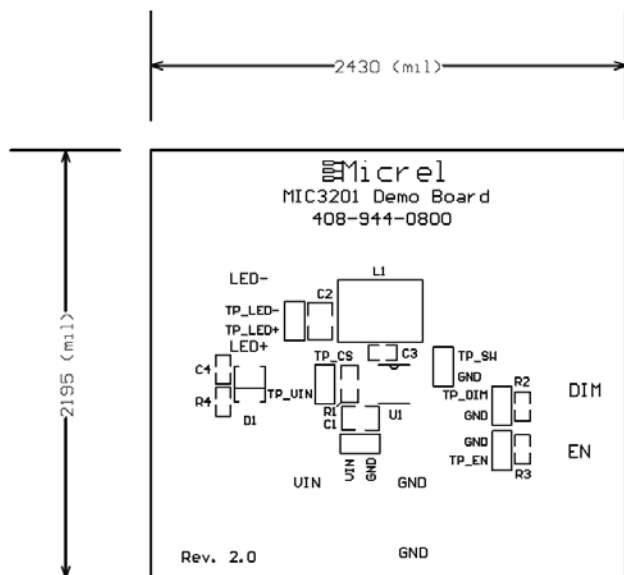 2430 (mil)
2195 (mil)
Micrel
MIC3201 Demo Board
408-944-0800
LED-
L1
C2
TP_LED-
TP_LED+
LED+
TP_CS
C3
TP_SW
GND
C4
R4
D1
TP_VIN
R1
C1
U1
TP_DIM
GND
R2
DIM
GND
TP_EN
R3
EN
VIN
GND
VIN
GND
Rev. 2.0
GND